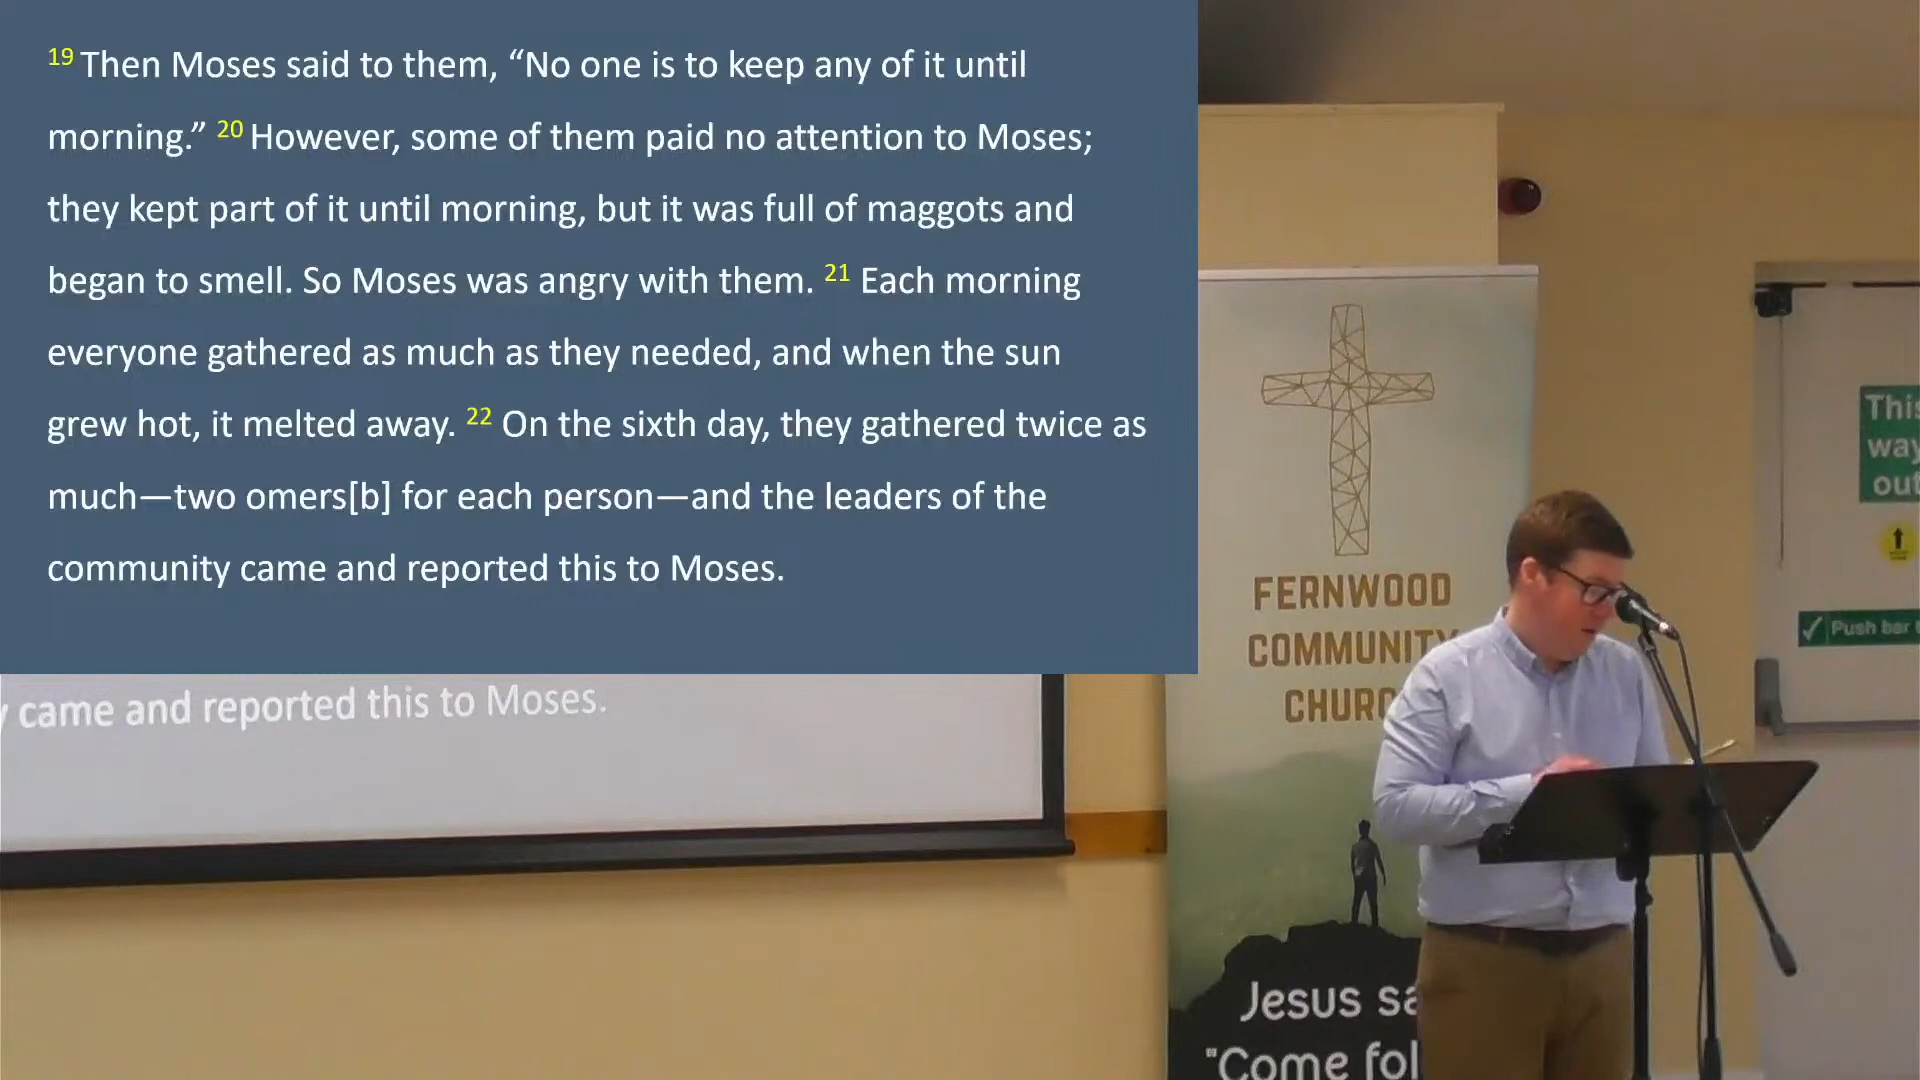 19 Then Moses said to them, “No one is to keep any of it until
morning.” 20 However, some of them paid no attention to Moses;
they kept part of it until morning, but it was full of maggots and
began to smell. So Moses was angry with them. 21 Each morning
everyone gathered as much as they needed, and when the sun
grew hot, it melted away. 22 On the sixth day, they gathered twice as
much—two omers[b] for each person—and the leaders of the
community came and reported this to Moses.
came and reported this to Moses.
FERNWOOD
COMMUNITY
CHURC
Jesus sa
"Come fol
This
way
out
Push bar t